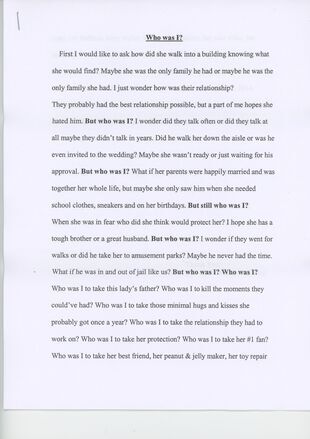 Who was I?
First I would like to ask how did she walk into a building knowing what
she would find? Maybe she was the only family he had or maybe he was the
only family she had. I just wonder how was their relationship?
They probably had the best relationship possible, but a part of me hopes she
hated him. But who was I? I wonder did they talk often or did they talk at
all maybe they didn't talk in years. Did he walk her down the aisle or was he
even invited to the wedding? Maybe she wasn't ready or just waiting for his
approval. But who was I? What if her parents were happily married and was
together her whole life, but maybe she only saw him when she needed
school clothes, sneakers and on her birthdays. But still who was I?
When she was in fear who did she think would protect her? I hope she has a
tough brother or a great husband. But who was I? I wonder if they went for
walks or did he take her to amusement parks? Maybe he never had the time.
What if he was in and out of jail like us? But who was I? Who was I?
Who was I to take this lady's father? Who was I to kill the moments they
could've had? Who was I to take those minimal hugs and kisses she
probably got once a year? Who was I to take the relationship they had to
work on? Who was I to take her protection? Who was I to take her #1 fan?
Who was I to take her best friend, her peanut & jelly maker, her toy repair